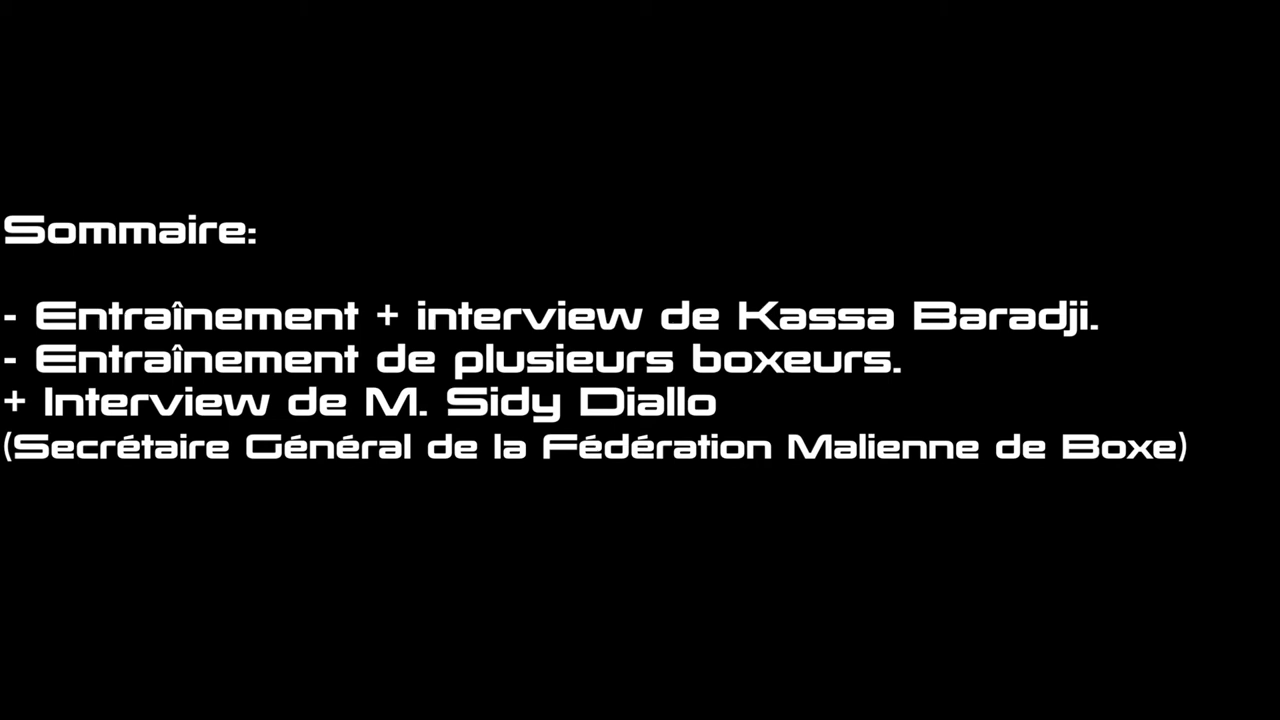 Sommaire:
- Entraînement + interview de Kassa Baradji.
- Entraînement de plusieurs boxeurs.
+ Interview de M. Sidy Diallo
(Secrétaire Général de la Fédération Malienne de Boxe)